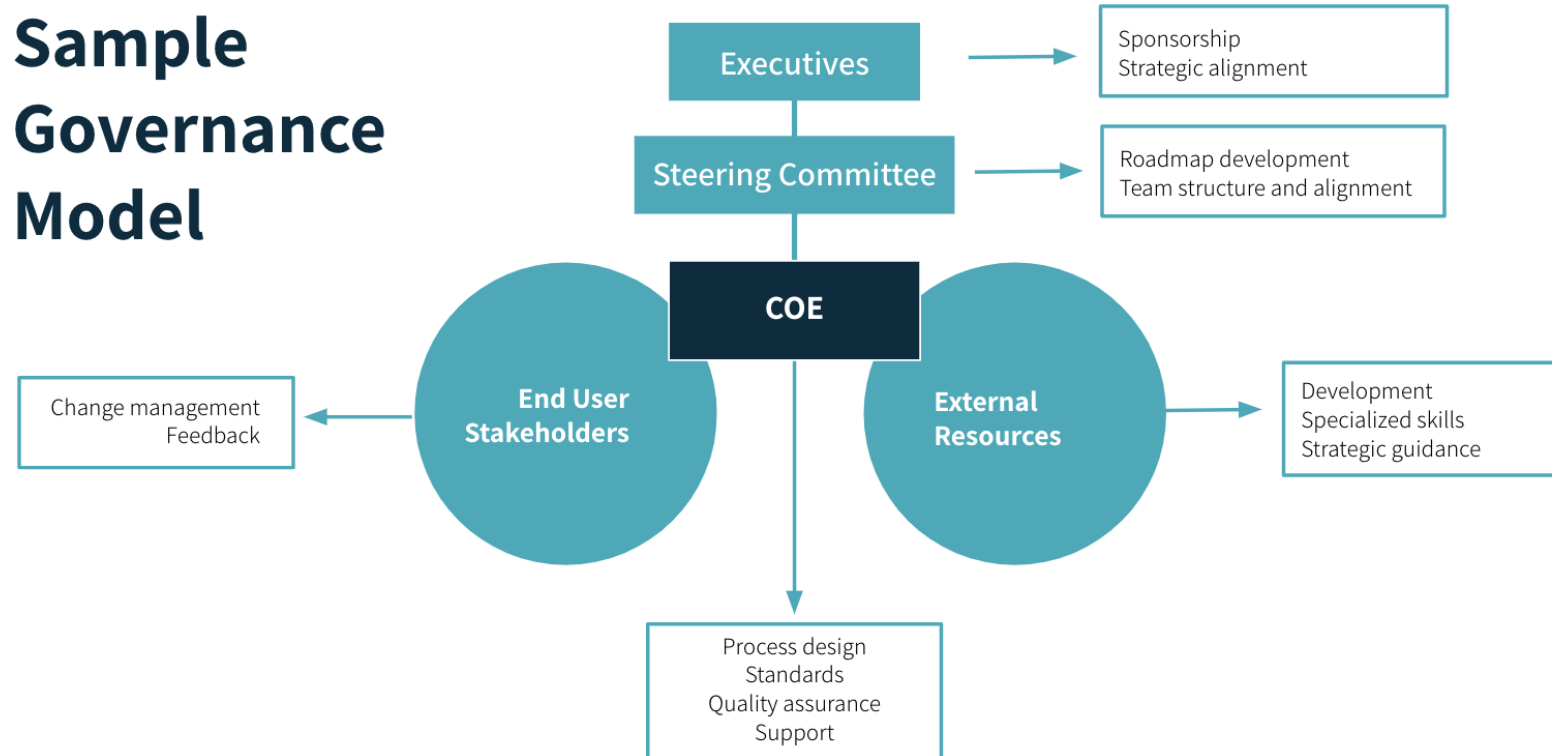 Sample
Governance
Model
Executives
Sponsorship
Strategic alignment
Steering Committee
Roadmap development
Team structure and alignment
COE
End User
Stakeholders
Change management
Feedback
External
Resources
Development
Specialized skills
Strategic guidance
Process design
Standards
Quality assurance
Support